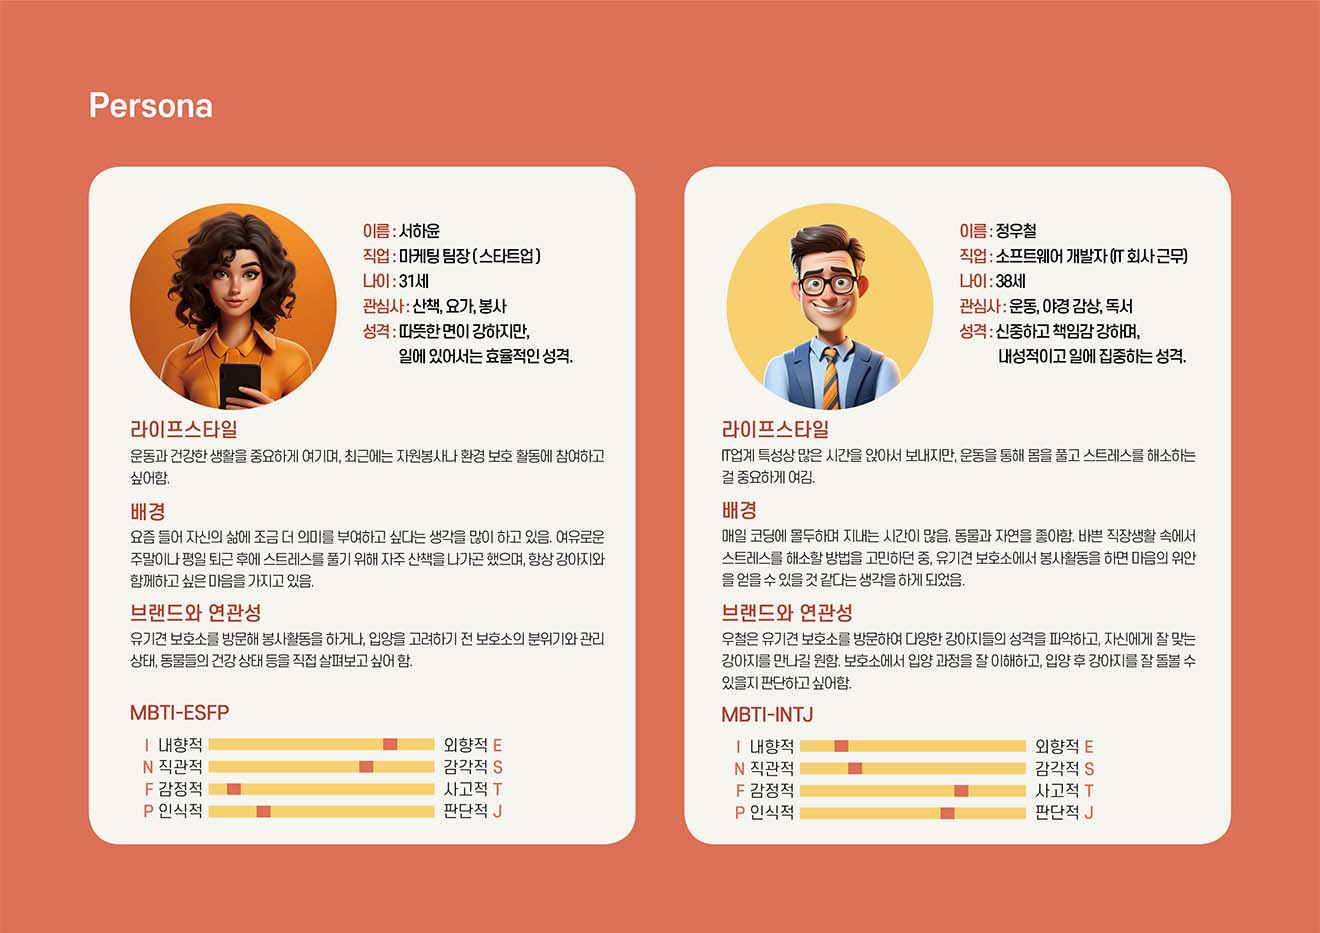 Persona
이름 : 서하윤
직업 : 마케팅 팀장 ( 스타트업 )
나이 : 31세
관심사 : 산책, 요가, 봉사
성격 : 따뜻한 면이 강하지만,
일에 있어서는 효율적인 성격.
라이프스타일
운동과 건강한 생활을 중요하게 여기며, 최근에는 자원봉사나 환경 보호 활동에 참여하고
싶어함.
배경
요즘 들어 자신의 삶에 조금 더 의미를 부여하고 싶다는 생각을 많이 하고 있음. 여유로운
주말이나 평일 퇴근 후에 스트레스를 풀기 위해 자주 산책을 나가곤 했으며, 항상 강아지와
함께하고 싶은 마음을 가지고 있음.
브랜드와 연관성
유기견 보호소를 방문해 봉사활동을 하거나, 입양을 고려하기 전 보호소의 분위기와 관리
상태, 동물들의 건강 상태 등을 직접 살펴보고 싶어 함.
MBTI-ESFP
I 내향적 외향적 E
N 직관적 감각적 S
F 감정적 사고적 T
P 인식적 판단적 J
이름 : 정우철
직업 : 소프트웨어 개발자 (IT 회사 근무)
나이 : 38세
관심사 : 운동, 야경 감상, 독서
성격 : 신중하고 책임감 강하며,
내성적이고 일에 집중하는 성격.
라이프스타일
IT업계 특성상 많은 시간을 앉아서 보내지만, 운동을 통해 몸을 풀고 스트레스를 해소하는
걸 중요하게 여김.
배경
매일 코딩에 몰두하며 지내는 시간이 많음. 동물과 자연을 좋아함. 바쁜 직장생활 속에서
스트레스를 해소할 방법을 고민하던 중, 유기견 보호소에서 봉사활동을 하면 마음의 위안
을 얻을 수 있을 것 같다는 생각을 하게 되었음.
브랜드와 연관성
우철은 유기견 보호소를 방문하여 다양한 강아지들의 성격을 파악하고, 자신에게 잘 맞는
강아지를 만나길 원함. 보호소에서 입양 과정을 잘 이해하고, 입양 후 강아지를 잘 돌볼 수
있을지 판단하고 싶어함.
MBTI-INTJ
I 내향적 외향적 E
N 직관적 감각적 S
F 감정적 사고적 T
P 인식적 판단적 J